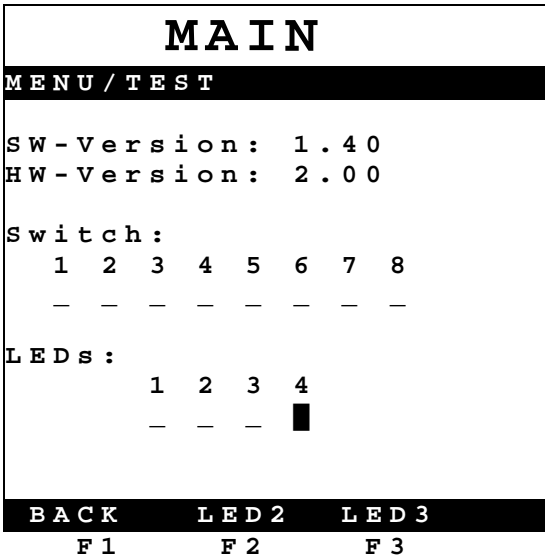 MAIN
MENU/TEST
SW-Version: 1.40
HW-Version: 2.00
Switch:
1 2 3 4 5 6 7 8
_ _ _ _ _ _ _ _
LEDs:
1 2 3 4
_ _ _ █
BACK LED2 LED3
F1 F2 F3